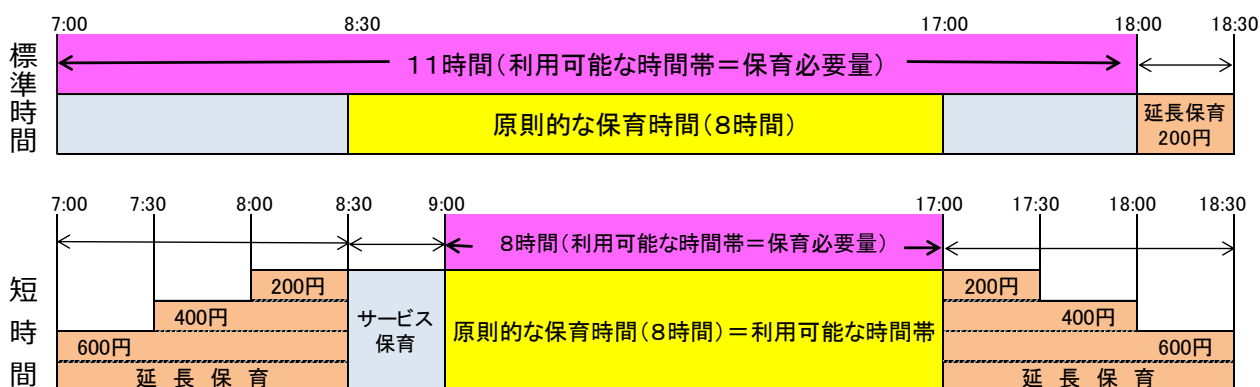 7:00 8:30 17:00 18:00 18:30
標準時間
11時間(利用可能な時間帯=保育必要量)
原則的な保育時間(8時間)
延長保育
200円
7:00 7:30 8:00 8:30 9:00 17:00 17:30 18:00 18:30
短時間
8時間(利用可能な時間帯=保育必要量)
200円
400円
600円
延長保育
サービス
保育
原則的な保育時間(8時間)=利用可能な時間帯
200円
400円
600円
延長保育